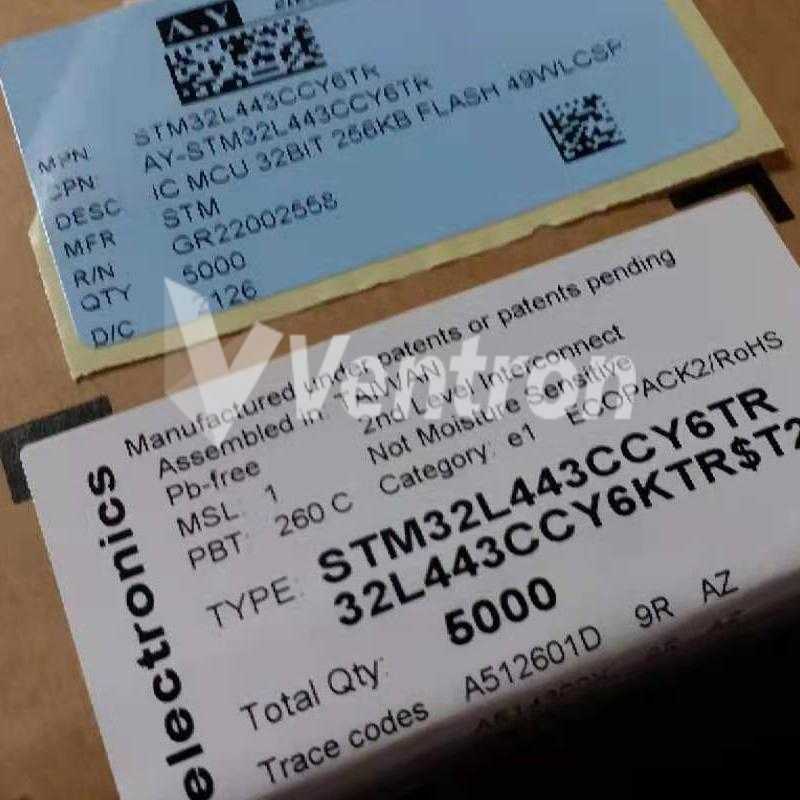 A.Y
MPN STM32L443CCY6TR
CPN AY-STM32L443CCY6TR
DESC IC MCU 32BIT 256KB FLASH 49WLCSP
MFR STM
R/N GR22002558
QTY 5000
D/C 126
Ventron
electronics
Manufactured under patents or patents pending
Assembled in TAIWAN
Pb-free 2nd Level Interconnect
MSL: 1 Not Moisture Sensitive
PBT: 260 C Category: e1 ECOPACK2/RoHS
TYPE: STM32L443CCY6TR
32L443CCY6KTR$T2
Total Qty: 5000
Trace codes A512601D 9R AZ